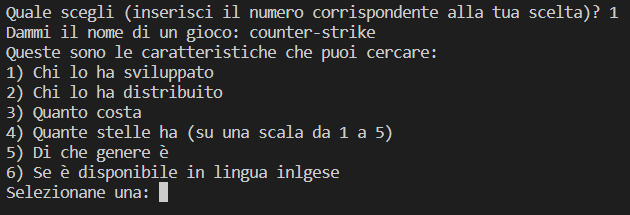 Quale scegli (inserisci il numero corrispondente alla tua scelta)? 1
Dammi il nome di un gioco: counter-strike
Queste sono le caratteristiche che puoi cercare:
1) Chi lo ha sviluppato
2) Chi lo ha distribuito
3) Quanto costa
4) Quante stelle ha (su una scala da 1 a 5)
5) Di che genere è
6) Se è disponibile in lingua inlgese
Selezionane una: